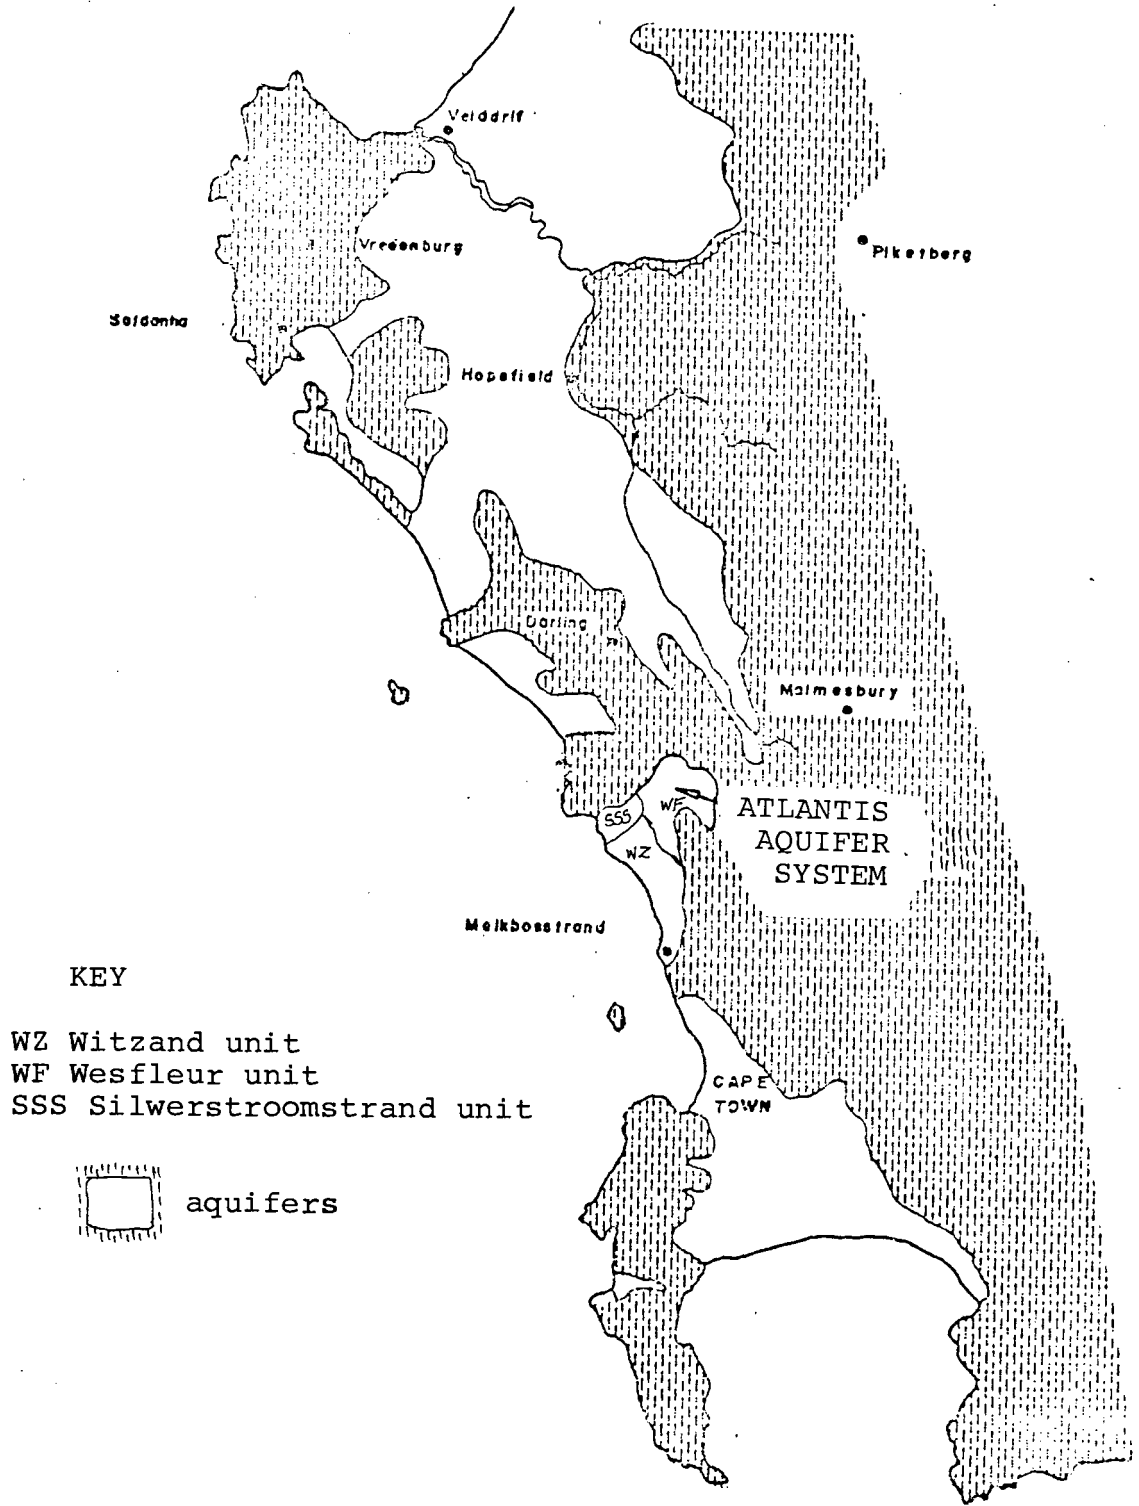 Velddrif
Vredenburg
Piketberg
Saldanha
Hopefield
Darling
Malmesbury
ATLANTIS
AQUIFER
SYSTEM
WF
SSS
WZ
Melkbosstrand
KEY
WZ Witzand unit
WF Wesfleur unit
SSS Silwerstroomstrand unit
CAPE
TOWN
aquifers